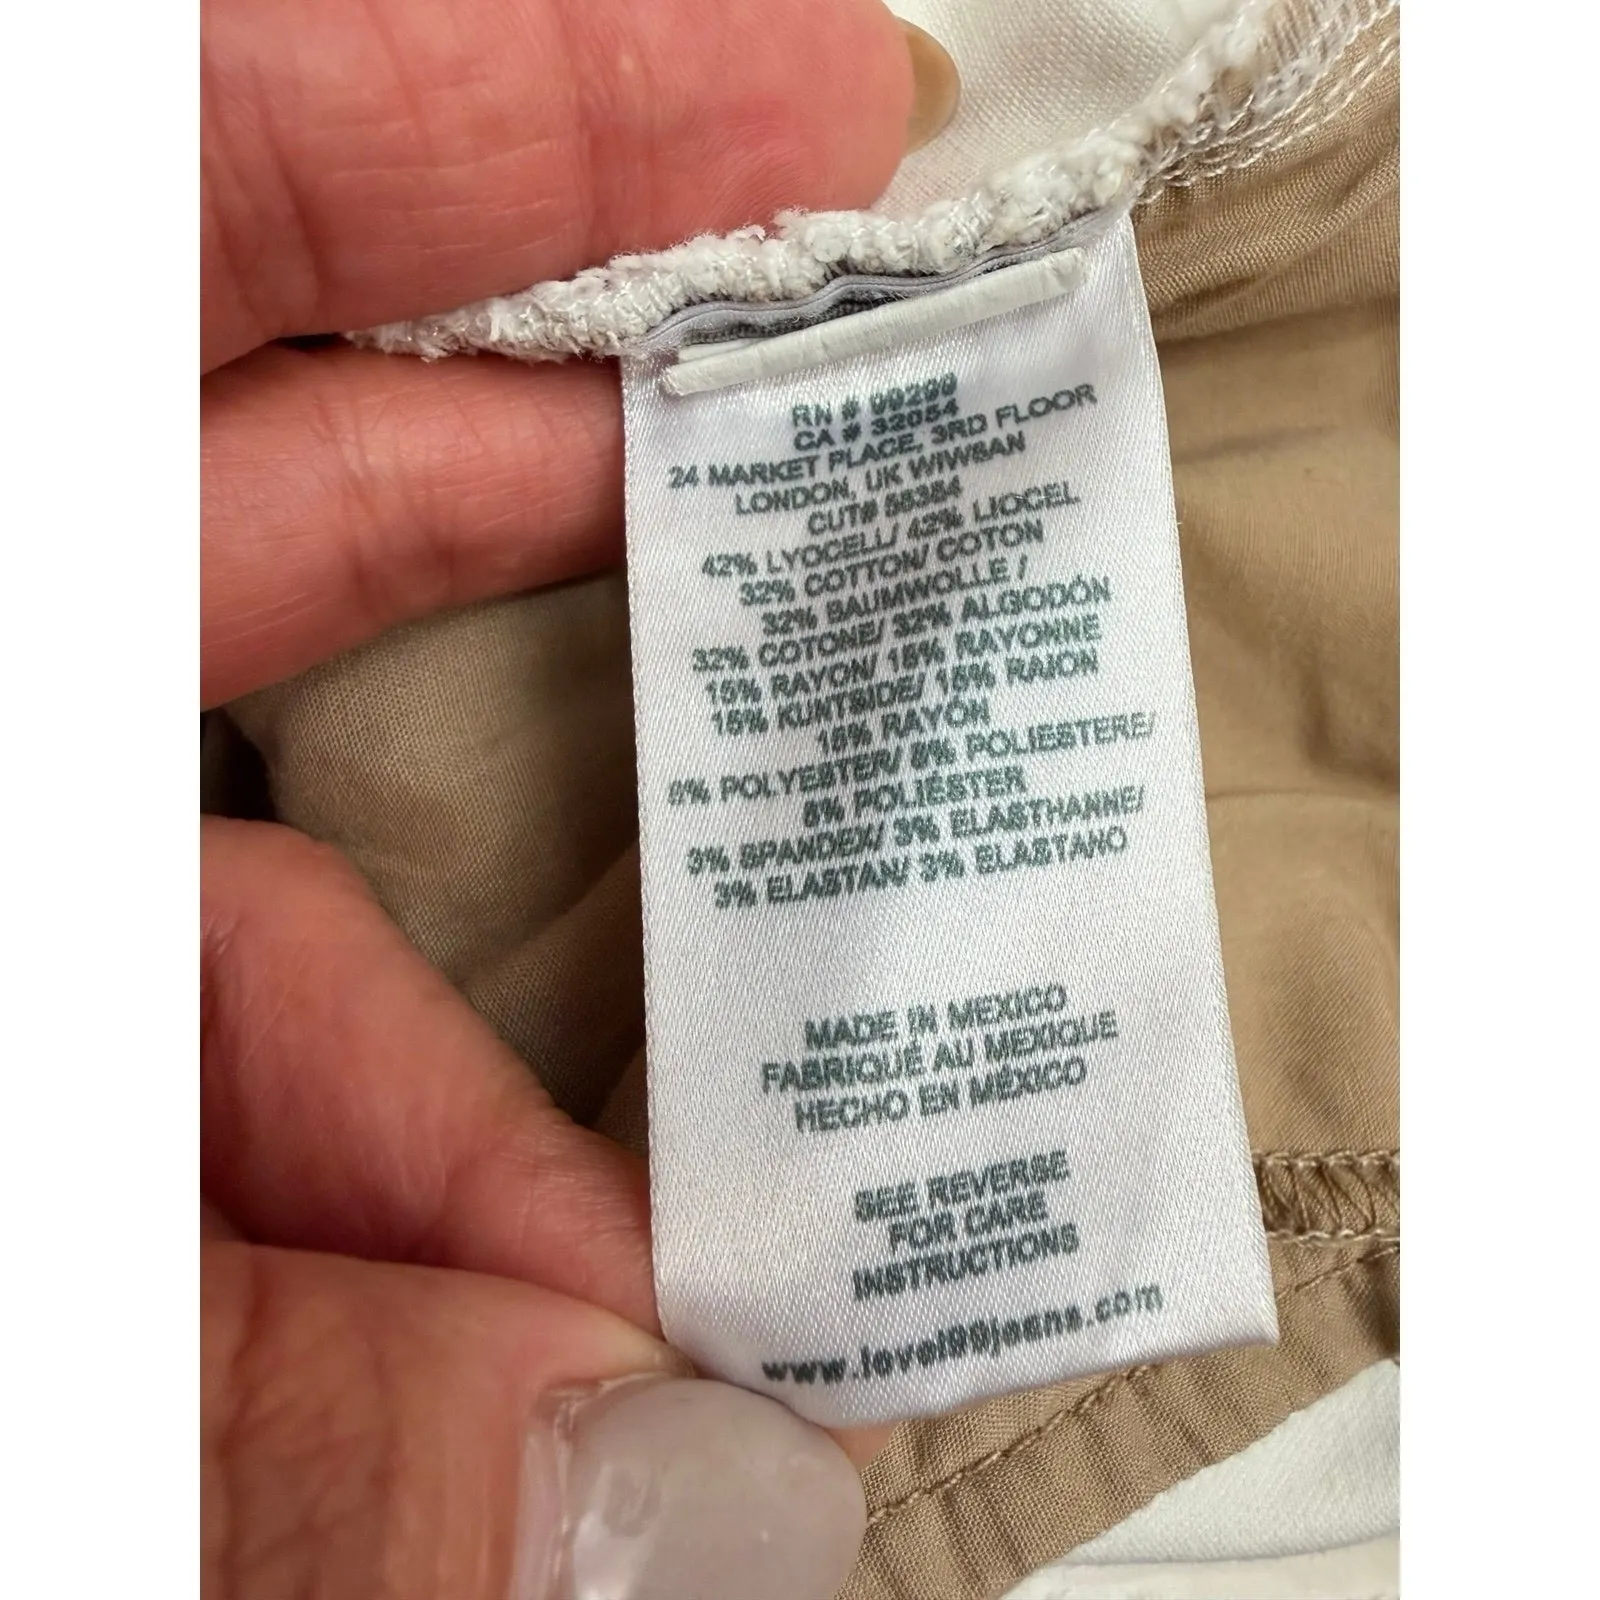 RN # 99299
CA # 32054
24 MARKET PLACE, 3RD FLOOR
LONDON, UK WIW8AN
CUT# 58354
42% LYOCELL/ 42% LIOCEL
32% COTTON/ COTON
32% BAUMWOLLE /
32% COTONE/ 32% ALGODÓN
15% RAYON/ 15% RAYONNE
15% KUNTSIDE/ 15% RAION
15% RAYÓN
8% POLYESTER/ 8% POLIESTERE/
8% POLIÉSTER
3% SPANDEX/ 3% ELASTHANNE/
3% ELASTAN/ 3% ELASTANO
MADE IN MEXICO
FABRIQUÉ AU MEXIQUE
HECHO EN MÉXICO
SEE REVERSE
FOR CARE
INSTRUCTIONS
www.level99jeans.com